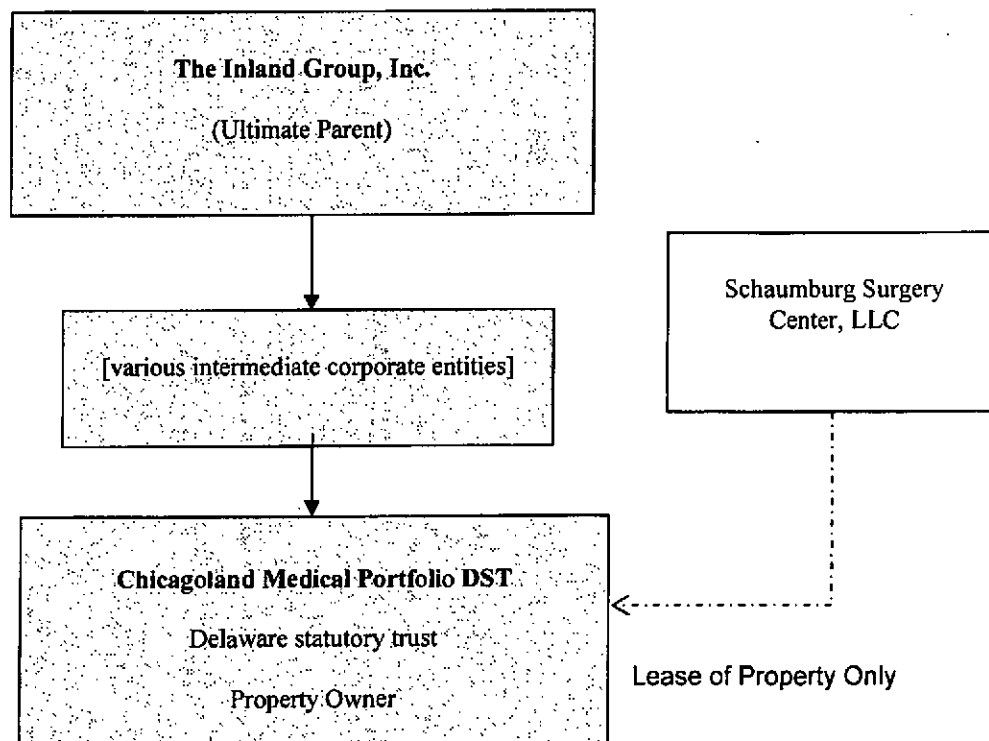 The Inland Group, Inc.
(Ultimate Parent)
Schaumburg Surgery
Center, LLC
[various intermediate corporate entities]
Chicagoland Medical Portfolio DST
Delaware statutory trust
Property Owner
Lease of Property Only